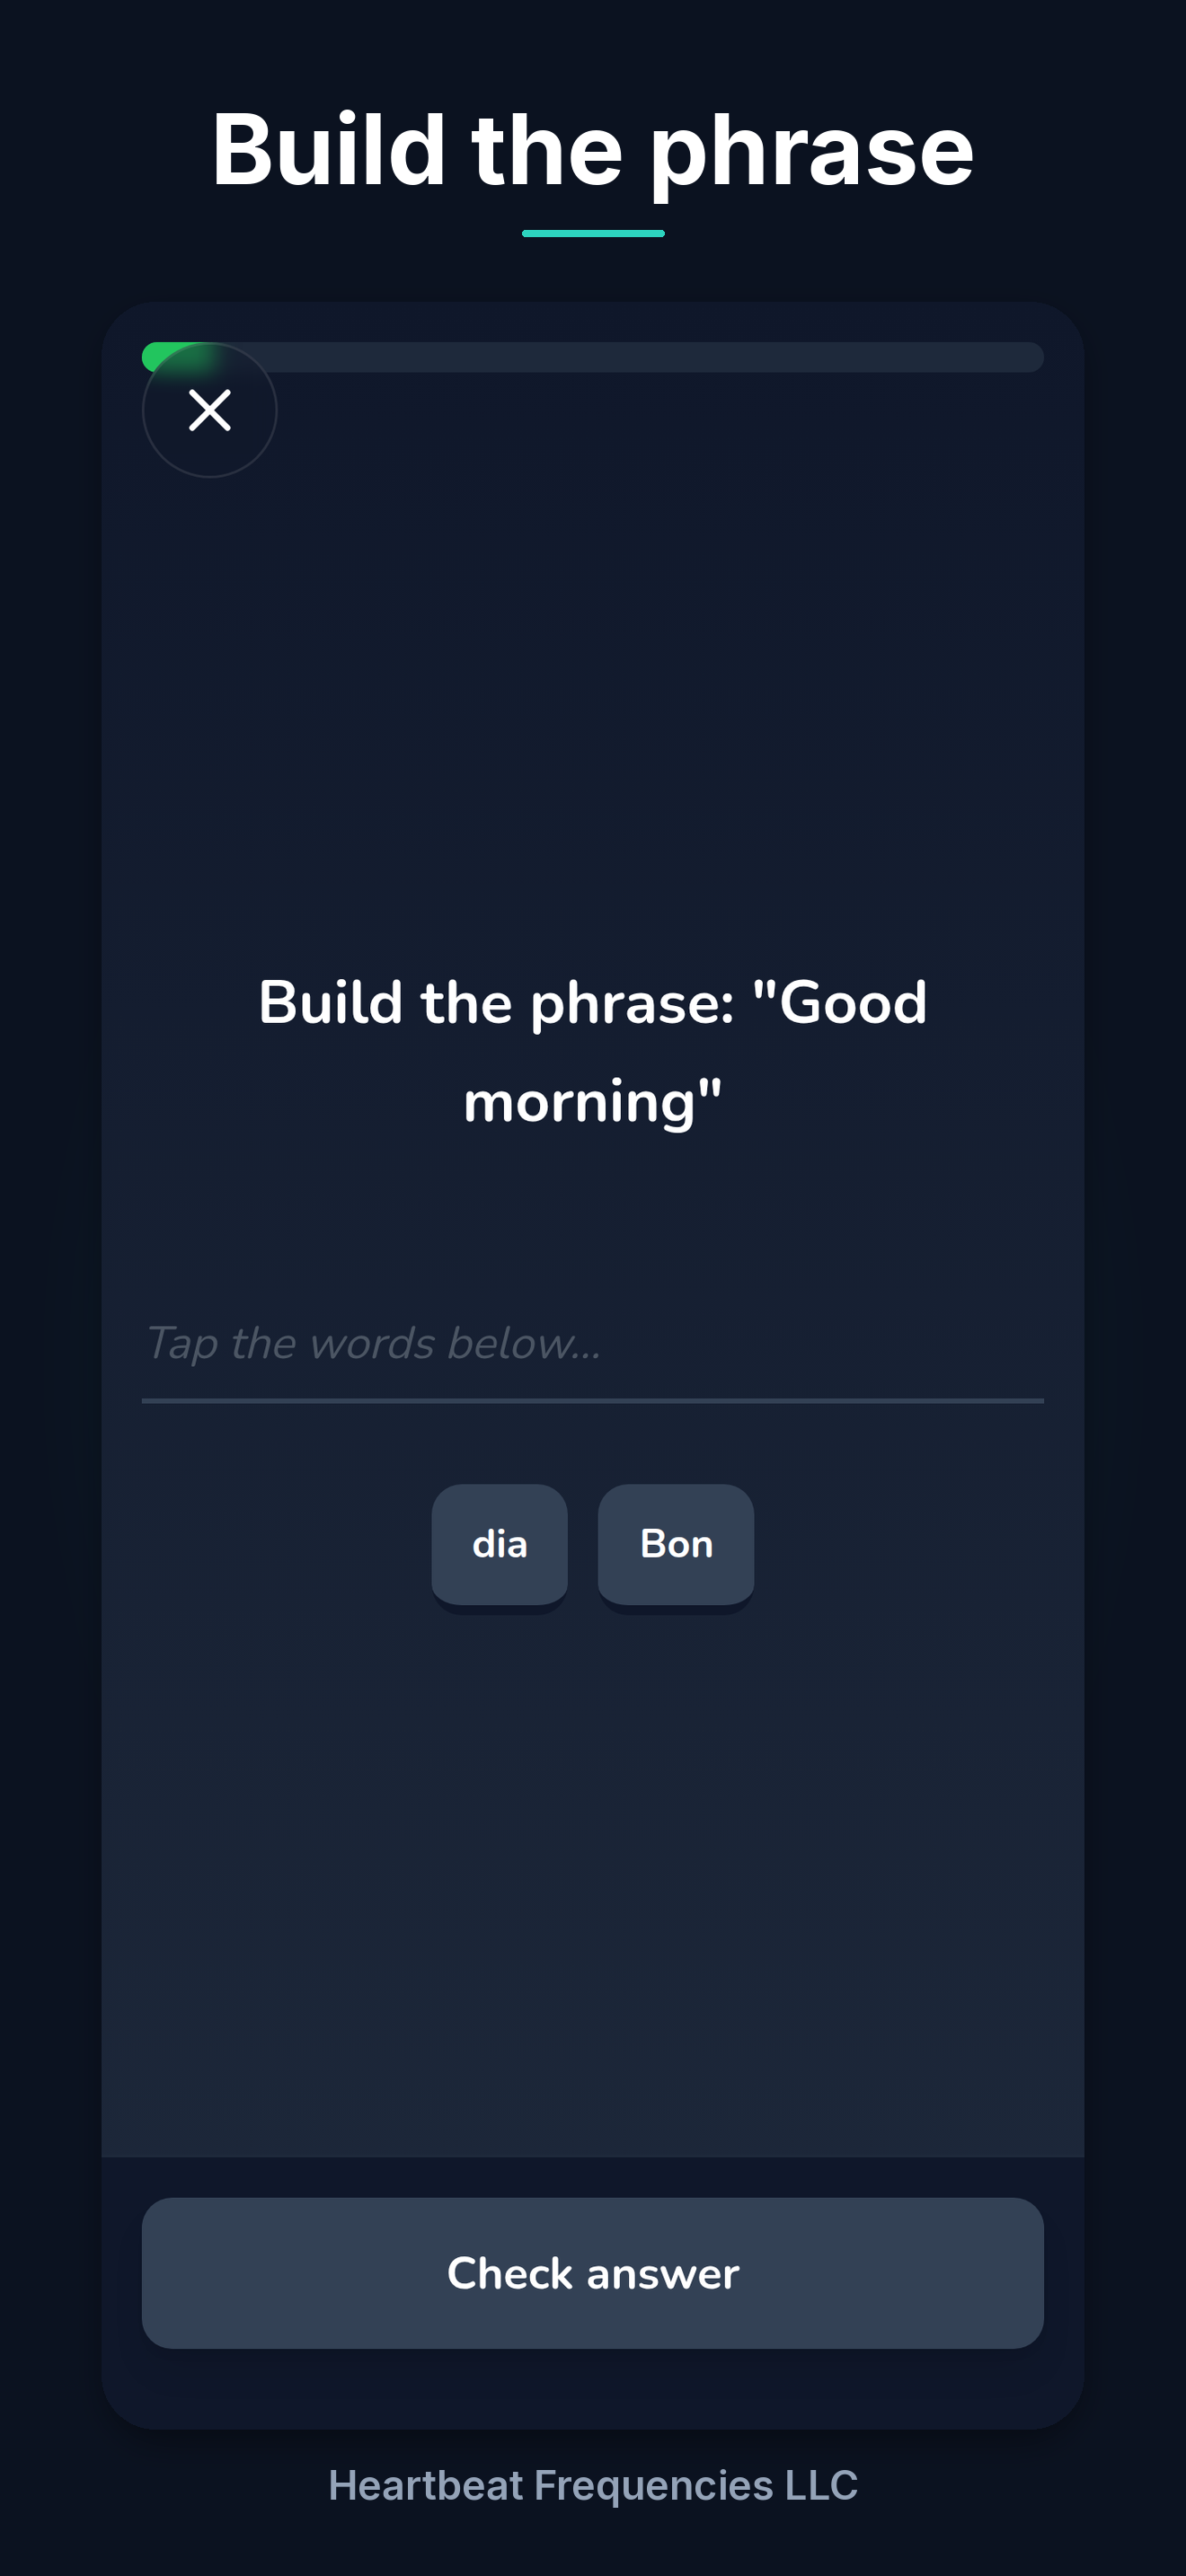 Build the phrase
Build the phrase: "Good
morning"
Tap the words below...
dia Bon
Check answer
Heartbeat Frequencies LLC